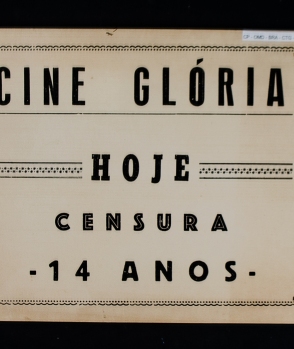 CINE GLÓRIA
HOJE
CENSURA
-14 ANOS-